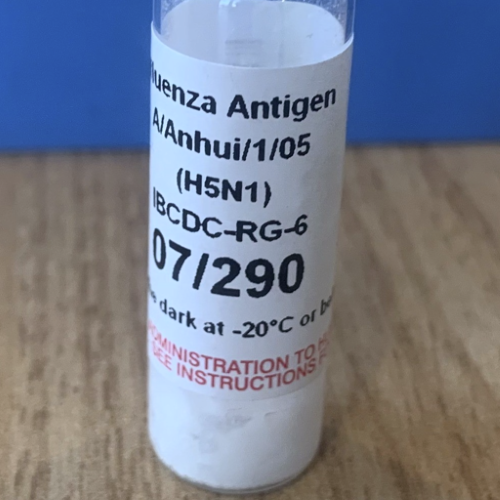 luenza Antigen
A/Anhui/1/05
(H5N1)
IBCDC-RG-6
07/290
dark at -20°C or be
DMINISTRATION TO H
SEE INSTRUCTIONS F